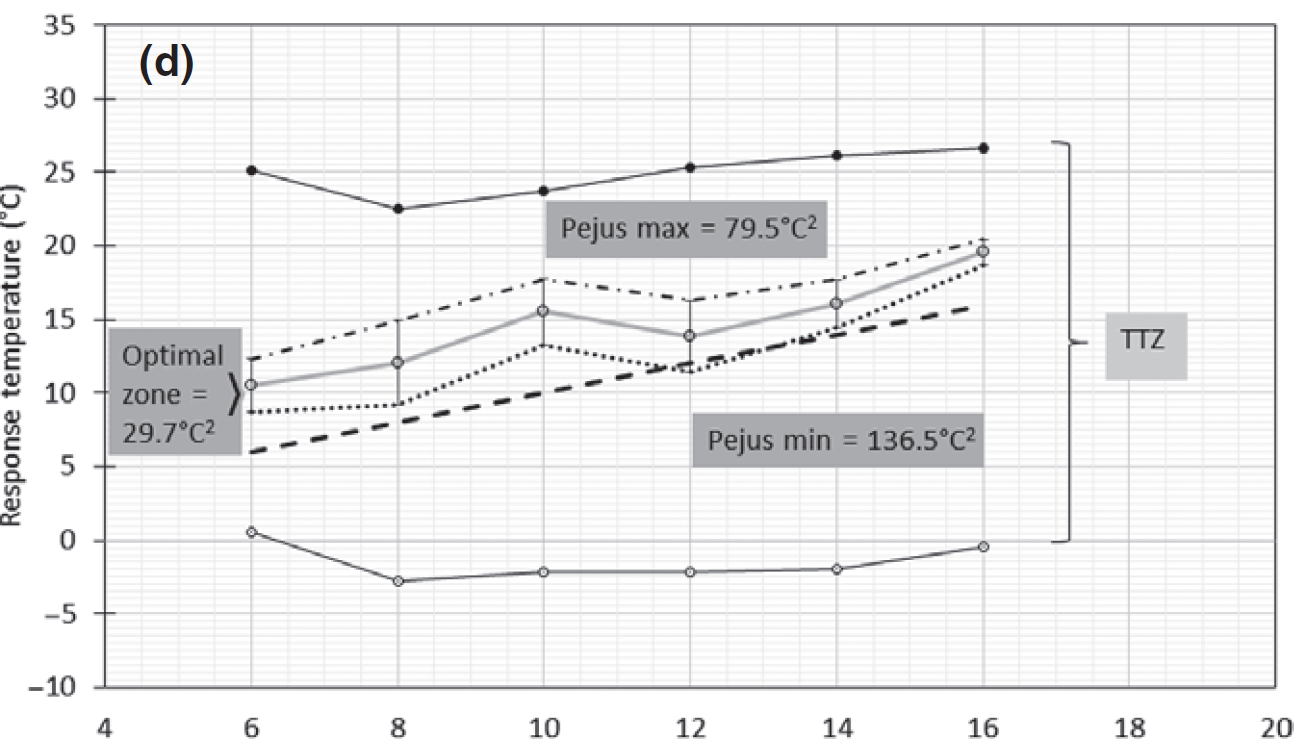 (d)
Response temperature (°C)
35
30
25
20
15
10
5
0
−5
−10
Pejus max = 79.5°C²
Optimal
zone =
29.7°C²
TTZ
Pejus min = 136.5°C²
4 6 8 10 12 14 16 18 20